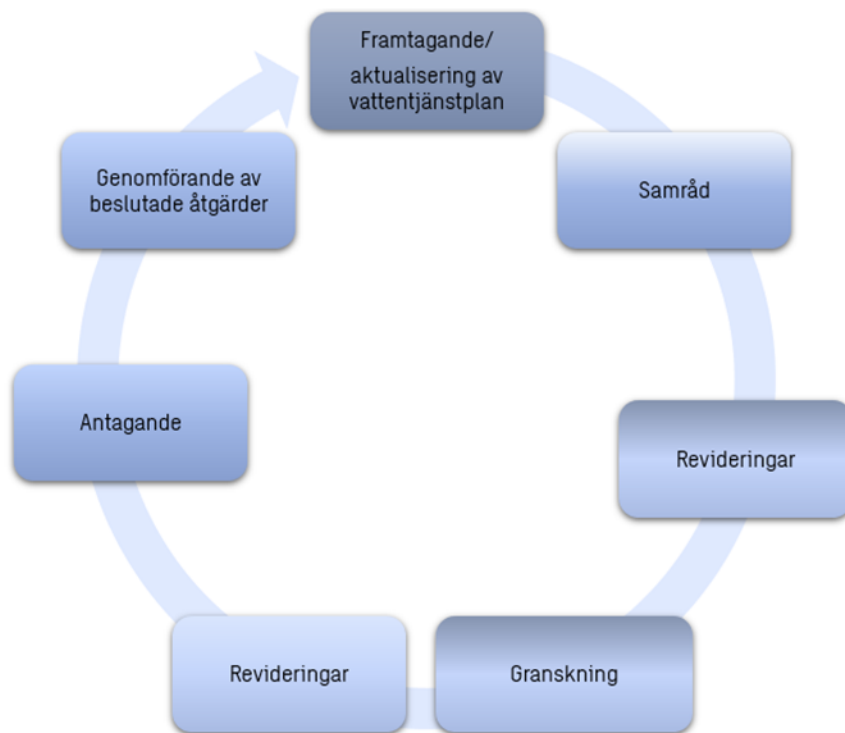 Framtagande/
aktualisering av
vattentjänstplan
Samråd
Revideringar
Granskning
Revideringar
Antagande
Genomförande av
beslutade åtgärder